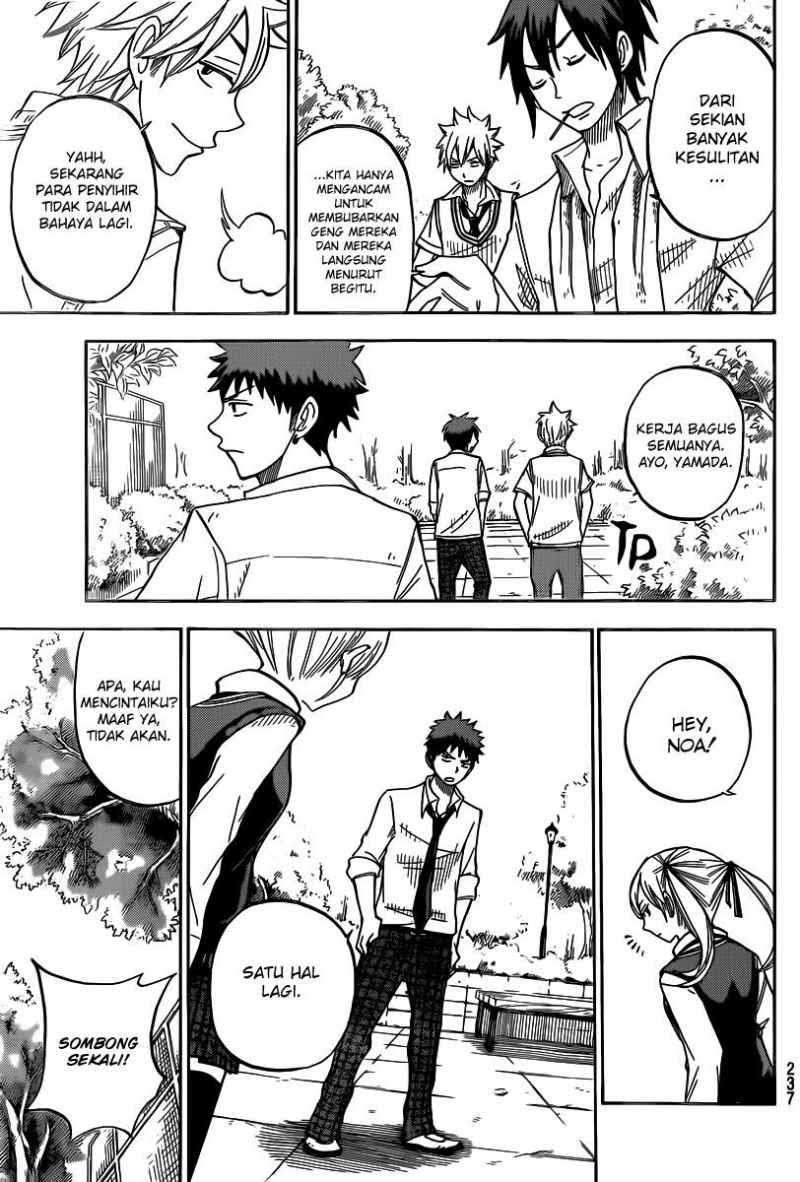 DARI
SEKIAN
BANYAK
KESULITAN
...
...KITA HANYA
MENGANCAM
UNTUK
MEMBUBARKAN
GENG MEREKA
DAN MEREKA
LANGSUNG
MENURUT
BEGITU.
YAHH,
SEKARANG
PARA PENYIHIR
TIDAK DALAM
BAHAYA LAGI.
KERJA BAGUS
SEMUANYA.
AYO, YAMADA.
TP
HEY,
NOA!
SATU HAL
LAGI.
APA, KAU
MENCINTAIKU?
MAAF YA,
TIDAK AKAN.
SOMBONG
SEKALI!
237